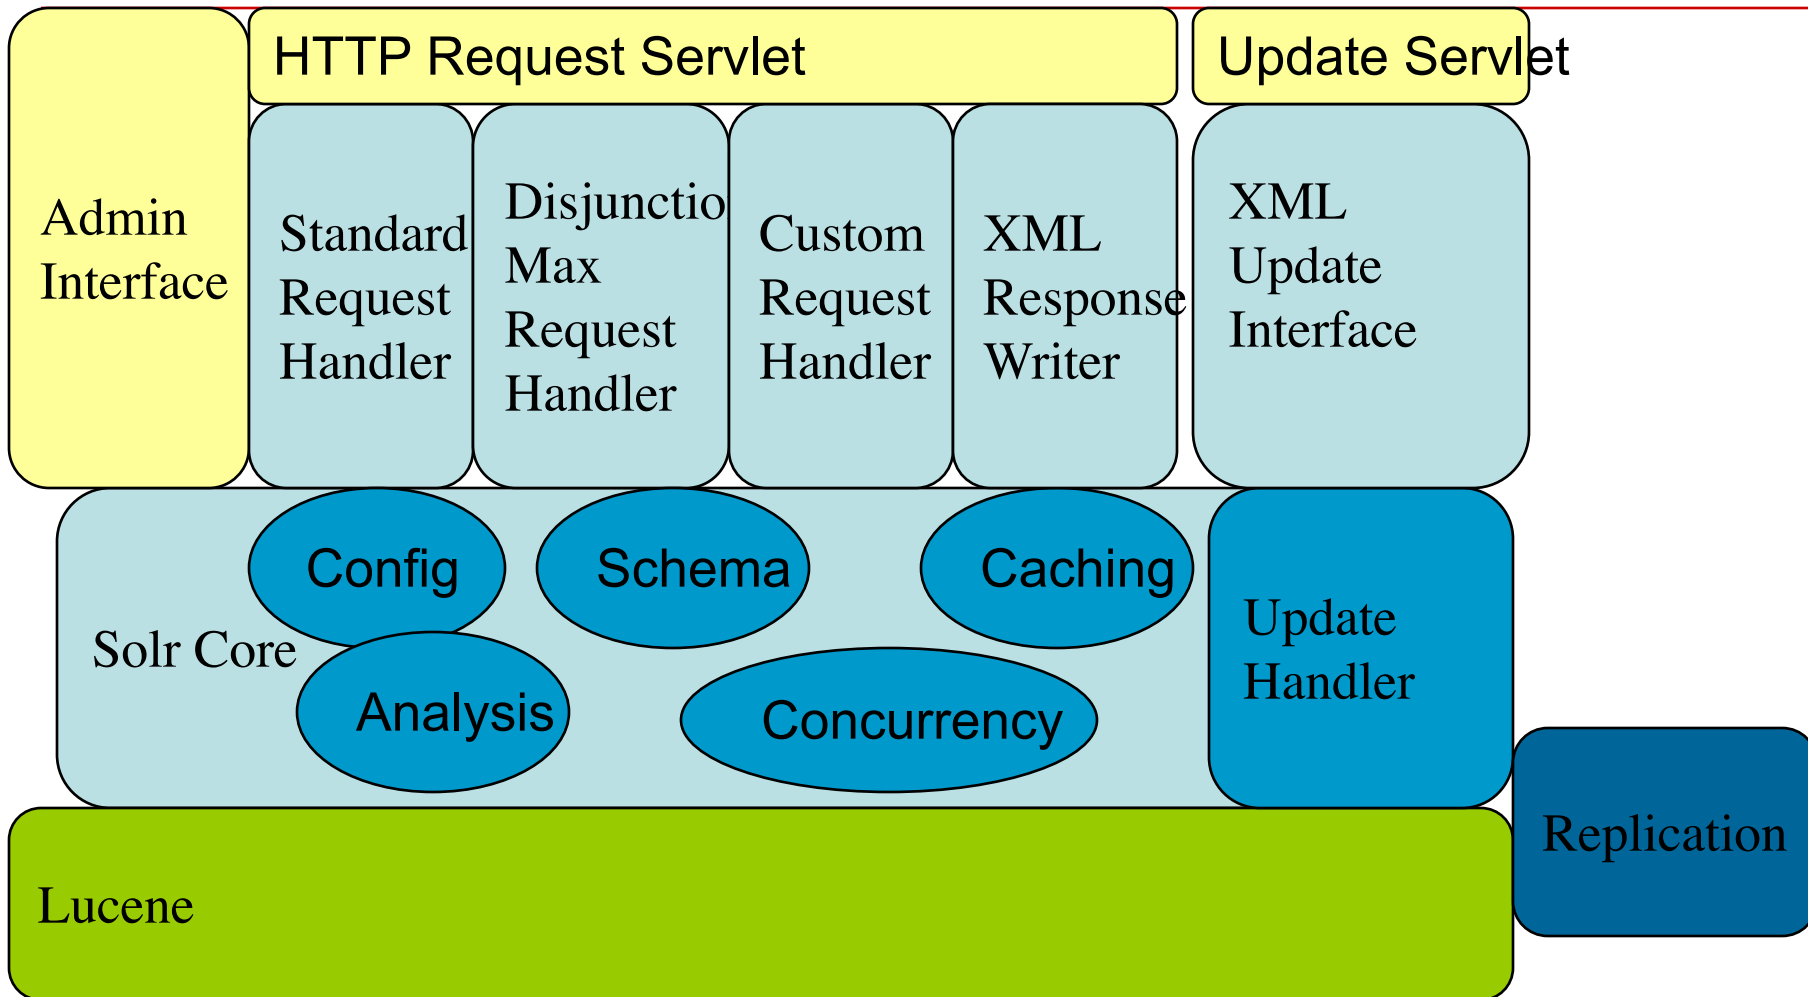 HTTP Request Servlet
Update Servlet
Admin
Interface
Standard
Request
Handler
Disjunctio
Max
Request
Handler
Custom
Request
Handler
XML
Response
Writer
XML
Update
Interface
Solr Core
Config
Schema
Caching
Analysis
Concurrency
Update
Handler
Replication
Lucene